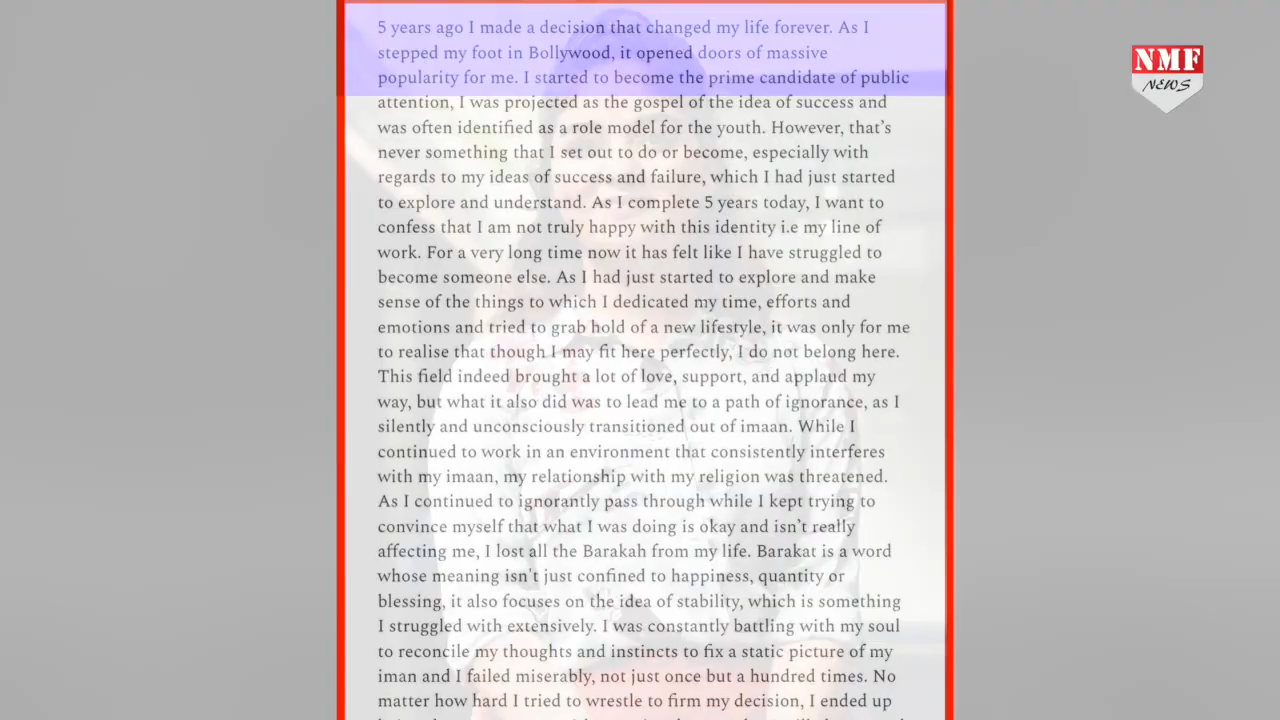 5 years ago I made a decision that changed my life forever. As I
stepped my foot in Bollywood, it opened doors of massive
popularity for me. I started to become the prime candidate of public
attention, I was projected as the gospel of the idea of success and
was often identified as a role model for the youth. However, that's
never something that I set out to do or become, especially with
regards to my ideas of success and failure, which I had just started
to explore and understand. As I complete 5 years today, I want to
confess that I am not truly happy with this identity i.e my line of
work. For a very long time now it has felt like I have struggled to
become someone else. As I had just started to explore and make
sense of the things to which I dedicated my time, efforts and
emotions and tried to grab hold of a new lifestyle, it was only for me
to realise that though I may fit here perfectly, I do not belong here.
This field indeed brought a lot of love, support, and applaud my
way, but what it also did was to lead me to a path of ignorance, as I
silently and unconsciously transitioned out of imaan. While I
continued to work in an environment that consistently interferes
with my imaan, my relationship with my religion was threatened.
As I continued to ignorantly pass through while I kept trying to
convince myself that what I was doing is okay and isn't really
affecting me, I lost all the Barakah from my life. Barakat is a word
whose meaning isn't just confined to happiness, quantity or
blessing, it also focuses on the idea of stability, which is something
I struggled with extensively. I was constantly battling with my soul
to reconcile my thoughts and instincts to fix a static picture of my
iman and I failed miserably, not just once but a hundred times. No
matter how hard I tried to wrestle to firm my decision, I ended up
NMF
NEWS